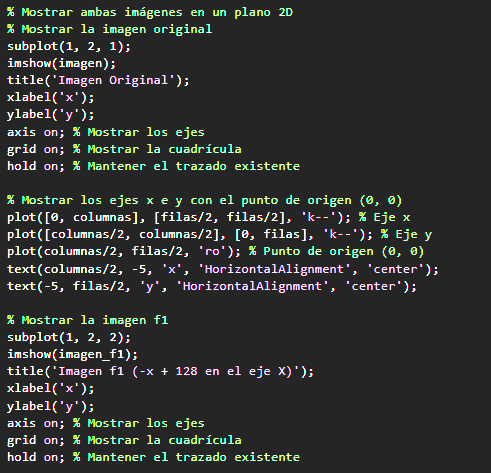 % Mostrar ambas imágenes en un plano 2D
% Mostrar la imagen original
subplot(1, 2, 1);
imshow(imagen);
title('Imagen Original');
xlabel('x');
ylabel('y');
axis on; % Mostrar los ejes
grid on; % Mostrar la cuadrícula
hold on; % Mantener el trazado existente
% Mostrar los ejes x e y con el punto de origen (0, 0)
plot([0, columnas], [filas/2, filas/2], 'k--'); % Eje x
plot([columnas/2, columnas/2], [0, filas], 'k--'); % Eje y
plot(columnas/2, filas/2, 'ro'); % Punto de origen (0, 0)
text(columnas/2, -5, 'x', 'HorizontalAlignment', 'center');
text(-5, filas/2, 'y', 'HorizontalAlignment', 'center');
% Mostrar la imagen f1
subplot(1, 2, 2);
imshow(imagen_f1);
title('Imagen f1 (-x + 128 en el eje X)');
xlabel('x');
ylabel('y');
axis on; % Mostrar los ejes
grid on; % Mostrar la cuadrícula
hold on; % Mantener el trazado existente